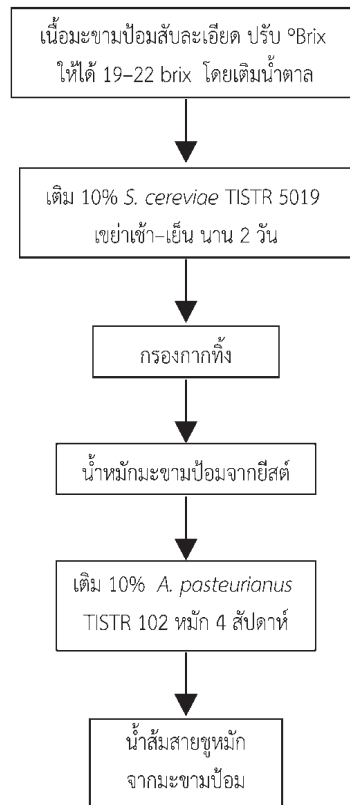 เนื้อมะขามป้อมสับละเอียด ปรับ ºBrix
ให้ได้ 19–22 brix โดยเติมน้ำตาล
เติม 10% S. cereviae TISTR 5019
เขย่าเช้า–เย็น นาน 2 วัน
กรองกากทิ้ง
น้ำหมักมะขามป้อมจากยีสต์
เติม 10% A. pasteurianus
TISTR 102 หมัก 4 สัปดาห์
น้ำส้มสายชูหมัก
จากมะขามป้อม